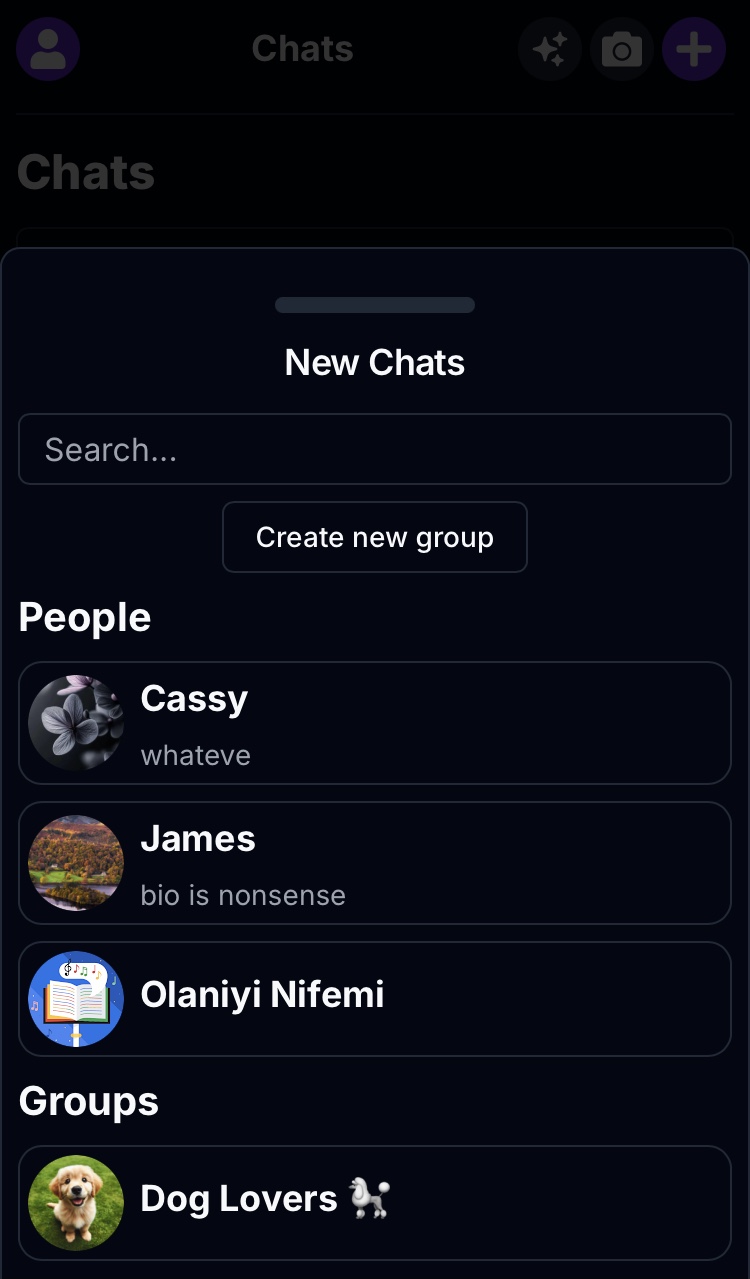 Chats
Chats
New Chats
Search...
Create new group
People
Cassy
whateve
James
bio is nonsense
Olaniyi Nifemi
Groups
Dog Lovers 🐩